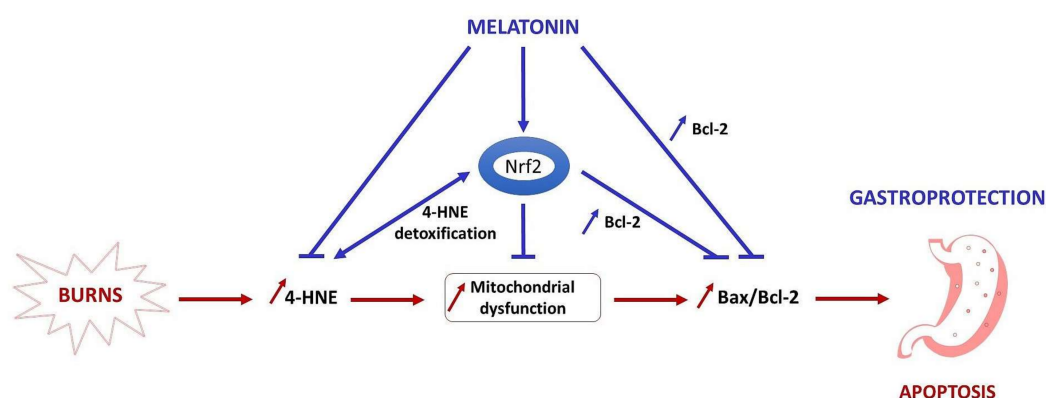 MELATONIN
Bcl-2
Nrf2
4-HNE
detoxification
Bcl-2
GASTROPROTECTION
BURNS
4-HNE
Mitochondrial
dysfunction
Bax/Bcl-2
APOPTOSIS